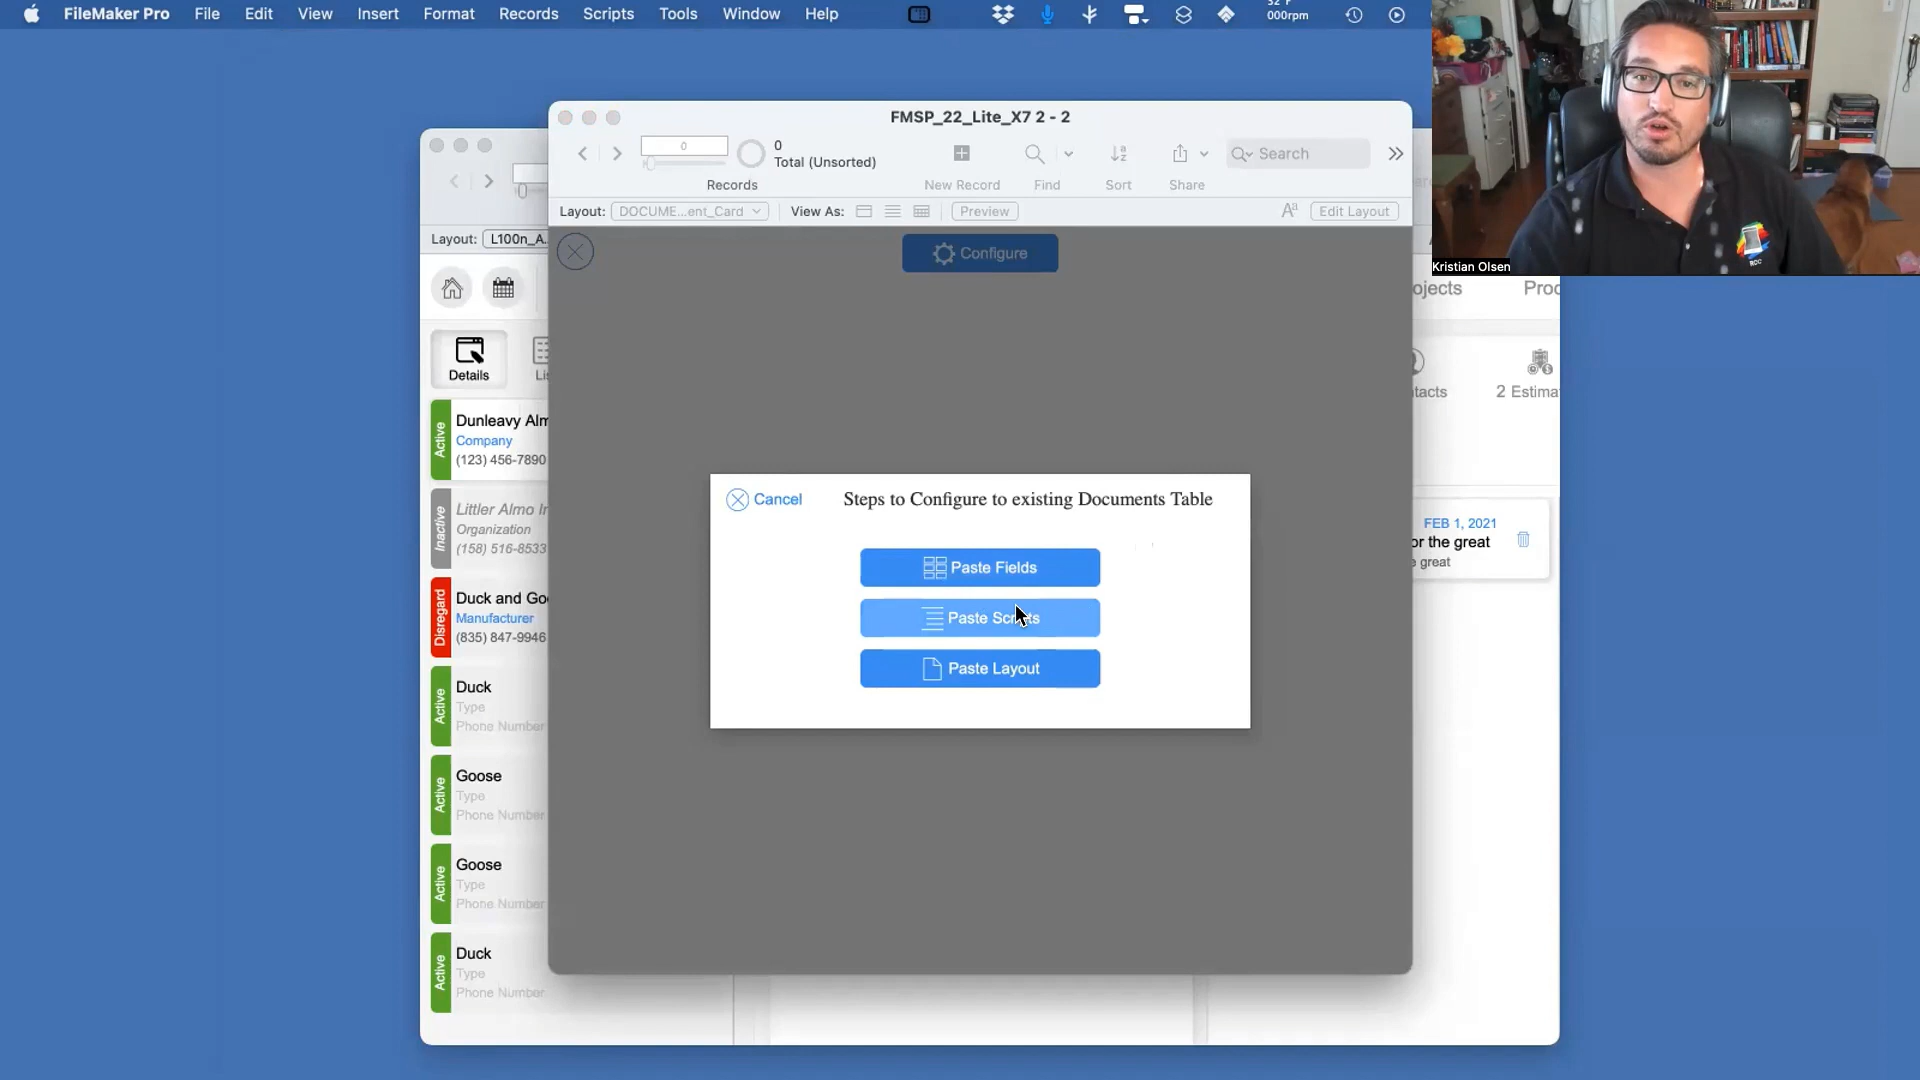 FileMaker Pro File Edit View Insert Format Records Scripts Tools Window Help
000rpm
FMSP_22_Lite_X7 2 - 2
0
0
Total (Unsorted)
Records
New Record
Find
Sort
Share
Search
Layout: DOCUME...ent_Card
View As:
Preview
Edit Layout
Configure
Kristian Olsen
Layout: L100n_A..
ojects
Details
tacts
2 Estima
Active
Dunleavy Alm
Company
(123) 456-7890
Inactive
Littler Almo In
Organization
(158) 516-8533
Disregard
Duck and Go
Manufacturer
(835) 847-9946
Active
Duck
Type
Phone Number
Active
Goose
Type
Phone Number
Active
Goose
Type
Phone Number
Active
Duck
Type
Phone Number
Cancel
Steps to Configure to existing Documents Table
Paste Fields
Paste Scripts
Paste Layout
FEB 1, 2021
or the great
great
RCC